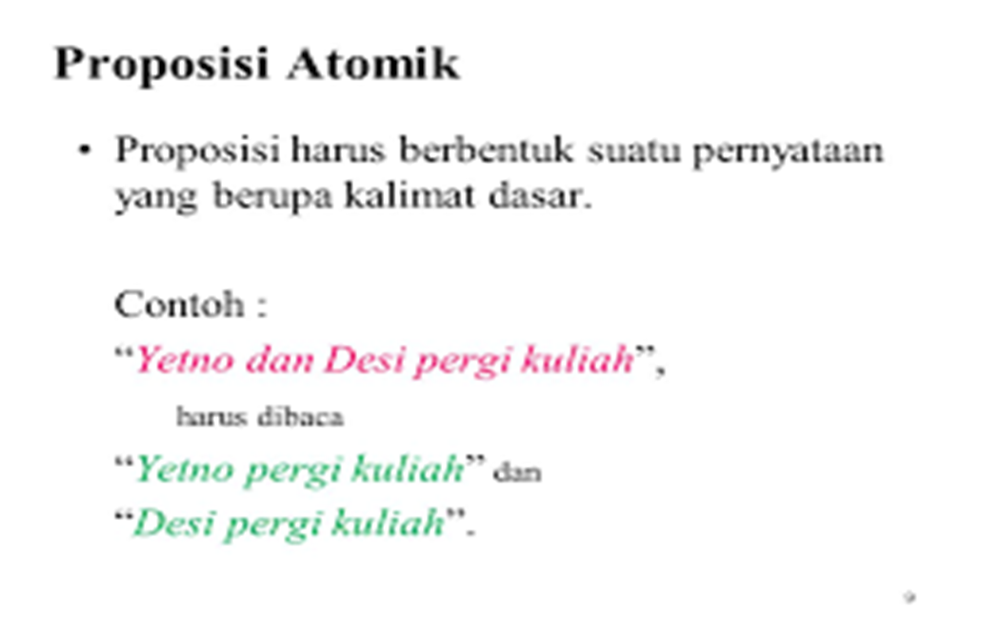 Proposisi Atomik
• Proposisi harus berbentuk suatu pernyataan
yang berupa kalimat dasar.
Contoh :
“Yetno dan Desi pergi kuliah”,
harus dibaca
“Yetno pergi kuliah” dan
“Desi pergi kuliah”.